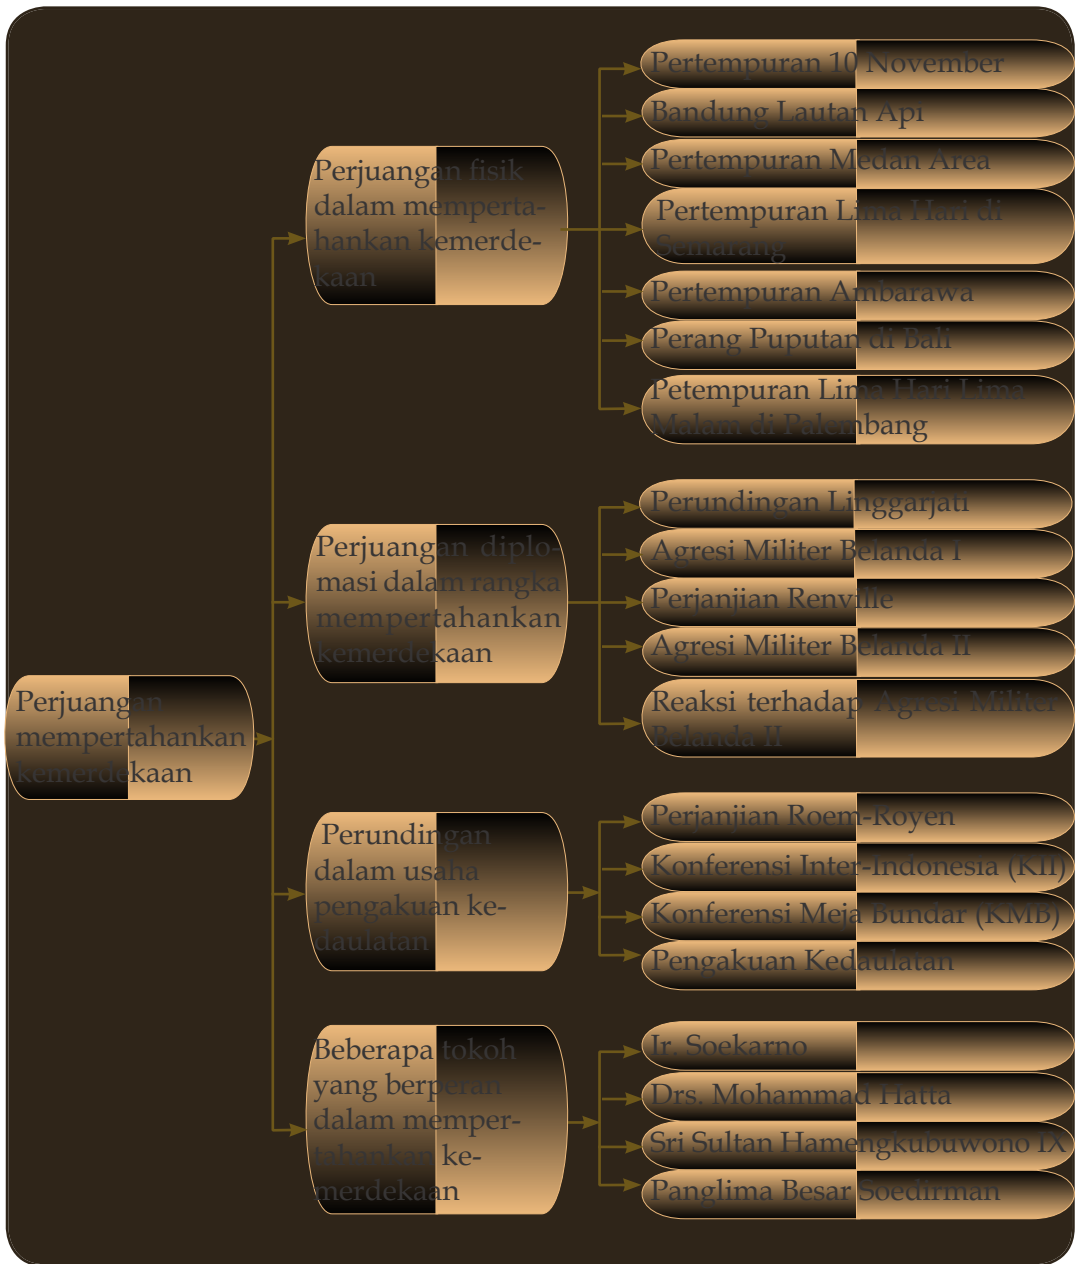 Perjuangan
mempertahankan
kemerdekaan
Perjuangan fisik
dalam memperta-
hankan kemerde-
kaan
Pertempuran 10 November
Bandung Lautan Api
Pertempuran Medan Area
Pertempuran Lima Hari di
Semarang
Pertempuran Ambarawa
Perang Puputan di Bali
Petempuran Lima Hari Lima
Malam di Palembang
Perjuangan diplo-
masi dalam rangka
mempertahankan
kemerdekaan
Perundingan Linggarjati
Agresi Militer Belanda I
Perjanjian Renville
Agresi Militer Belanda II
Reaksi terhadap Agresi Militer
Belanda II
Perundingan
dalam usaha
pengakuan ke-
daulatan
Perjanjian Roem-Royen
Konferensi Inter-Indonesia (KII)
Konferensi Meja Bundar (KMB)
Pengakuan Kedaulatan
Beberapa tokoh
yang berperan
dalam memper-
tahankan ke-
merdekaan
Ir. Soekarno
Drs. Mohammad Hatta
Sri Sultan Hamengkubuwono IX
Panglima Besar Soedirman